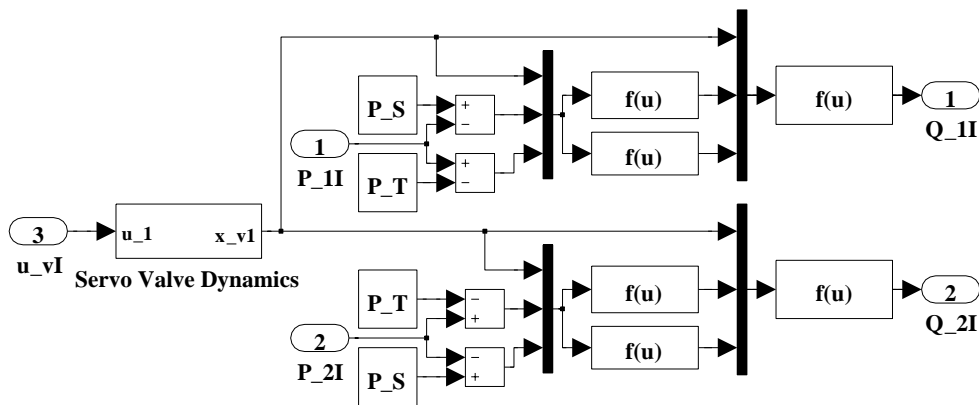 P_S
+
−
f(u)
f(u)
1
Q_1I
1
P_1I
+
−
P_T
f(u)
3
u_vI
u_1 x_v1
Servo Valve Dynamics
P_T
−
+
f(u)
f(u)
2
Q_2I
2
P_2I
−
+
P_S
f(u)